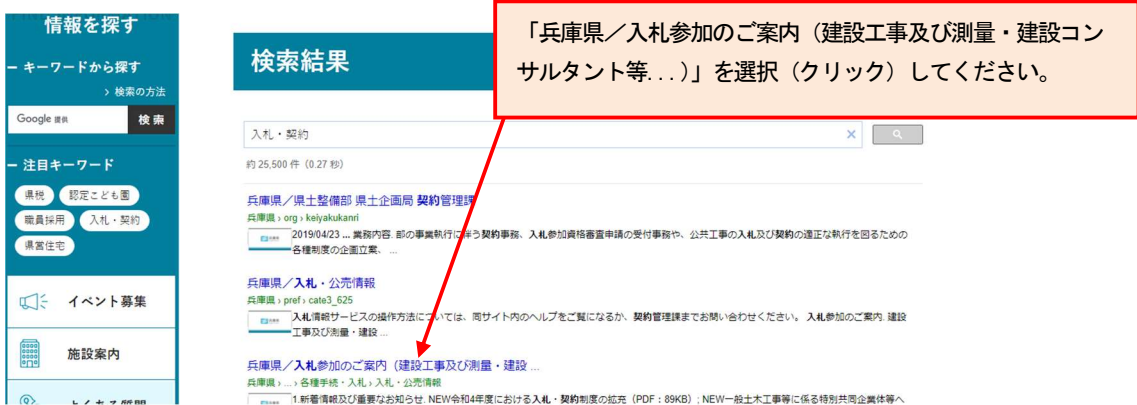 情報を探す
キーワードから探す
> 検索の方法
Google 提供
検索
注目キーワード
県税
認定こども園
職員採用
入札・契約
県営住宅
イベント募集
施設案内
よくある質問
「兵庫県／入札参加のご案内（建設工事及び測量・建設コン
サルタント等...）」を選択（クリック）してください。
検索結果
入札・契約
約 25,500 件 (0.27 秒)
兵庫県／県土整備部 県土企画局 契約管理課
兵庫県 › org › keiyakukanri
2019/04/23 ... 業務内容. 部の事業執行に伴う契約事務、入札参加資格審査申請の受付事務や、公共工事の入札及び契約の適正な執行を図るための
各種制度の企画立案、 ...
兵庫県／入札・公売情報
兵庫県 › pref › cate3_625
入札情報サービスの操作方法については、同サイト内のヘルプをご覧になるか、契約管理課までお問い合わせください。 入札参加のご案内. 建設
工事及び測量・建設 ...
兵庫県／入札参加のご案内（建設工事及び測量・建設 ...
兵庫県 › ... › 各種手続・入札 › 入札・公売情報
1.新着情報及び重要なお知らせ. NEW令和4年度における入札・契約制度の拡充（PDF：89KB）; NEW一般土木工事等に係る特別共同企業体等へ